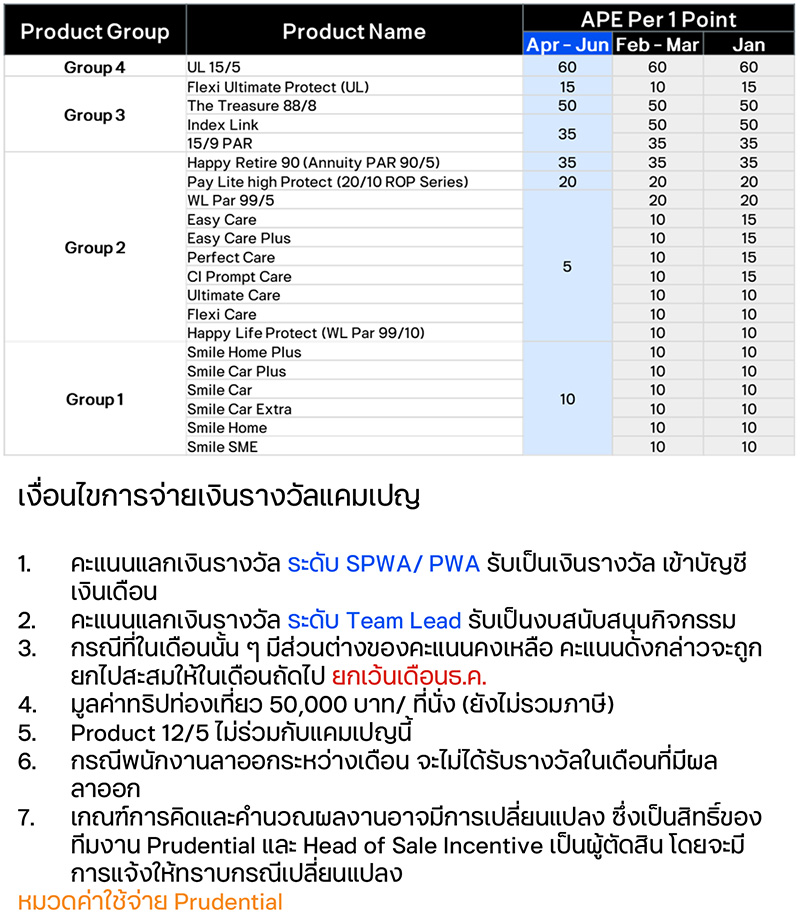 Product Group Product Name APE Per 1 Point
Apr - Jun Feb - Mar Jan
Group 4 UL 15/5 60 60 60
Group 3 Flexi Ultimate Protect (UL) 15 10 15
The Treasure 88/8 50 50 50
Index Link 35 50 50
15/9 PAR 35 35
Group 2 Happy Retire 90 (Annuity PAR 90/5) 35 35 35
Pay Lite high Protect (20/10 ROP Series) 20 20 20
WL Par 99/5 5 20 20
Easy Care 10 15
Easy Care Plus 10 15
Perfect Care 10 15
CI Prompt Care 10 15
Ultimate Care 10 10
Flexi Care 10 10
Happy Life Protect (WL Par 99/10) 10 10
Group 1 Smile Home Plus 10 10 10
Smile Car Plus 10 10
Smile Car 10 10
Smile Car Extra 10 10
Smile Home 10 10
Smile SME 10 10
เงื่อนไขการจ่ายเงินรางวัลแคมเปญ
1. คะแนนแลกเงินรางวัล ระดับ SPWA/ PWA รับเป็นเงินรางวัล เข้าบัญชี
เงินเดือน
2. คะแนนแลกเงินรางวัล ระดับ Team Lead รับเป็นงบสนับสนุนกิจกรรม
3. กรณีที่ในเดือนนั้น ๆ มีส่วนต่างของคะแนนคงเหลือ คะแนนดังกล่าวจะถูก
ยกไปสะสมให้ในเดือนถัดไป ยกเว้นเดือนธ.ค.
4. มูลค่าทริปท่องเที่ยว 50,000 บาท/ ที่นั่ง (ยังไม่รวมภาษี)
5. Product 12/5 ไม่ร่วมกับแคมเปญนี้
6. กรณีพนักงานลาออกระหว่างเดือน จะไม่ได้รับรางวัลในเดือนที่มีผล
ลาออก
7. เกณฑ์การคิดและคำนวณผลงานอาจมีการเปลี่ยนแปลง ซึ่งเป็นสิทธิ์ของ
ทีมงาน Prudential และ Head of Sale Incentive เป็นผู้ตัดสิน โดยจะมี
การแจ้งให้ทราบกรณีเปลี่ยนแปลง
หมวดค่าใช้จ่าย Prudential